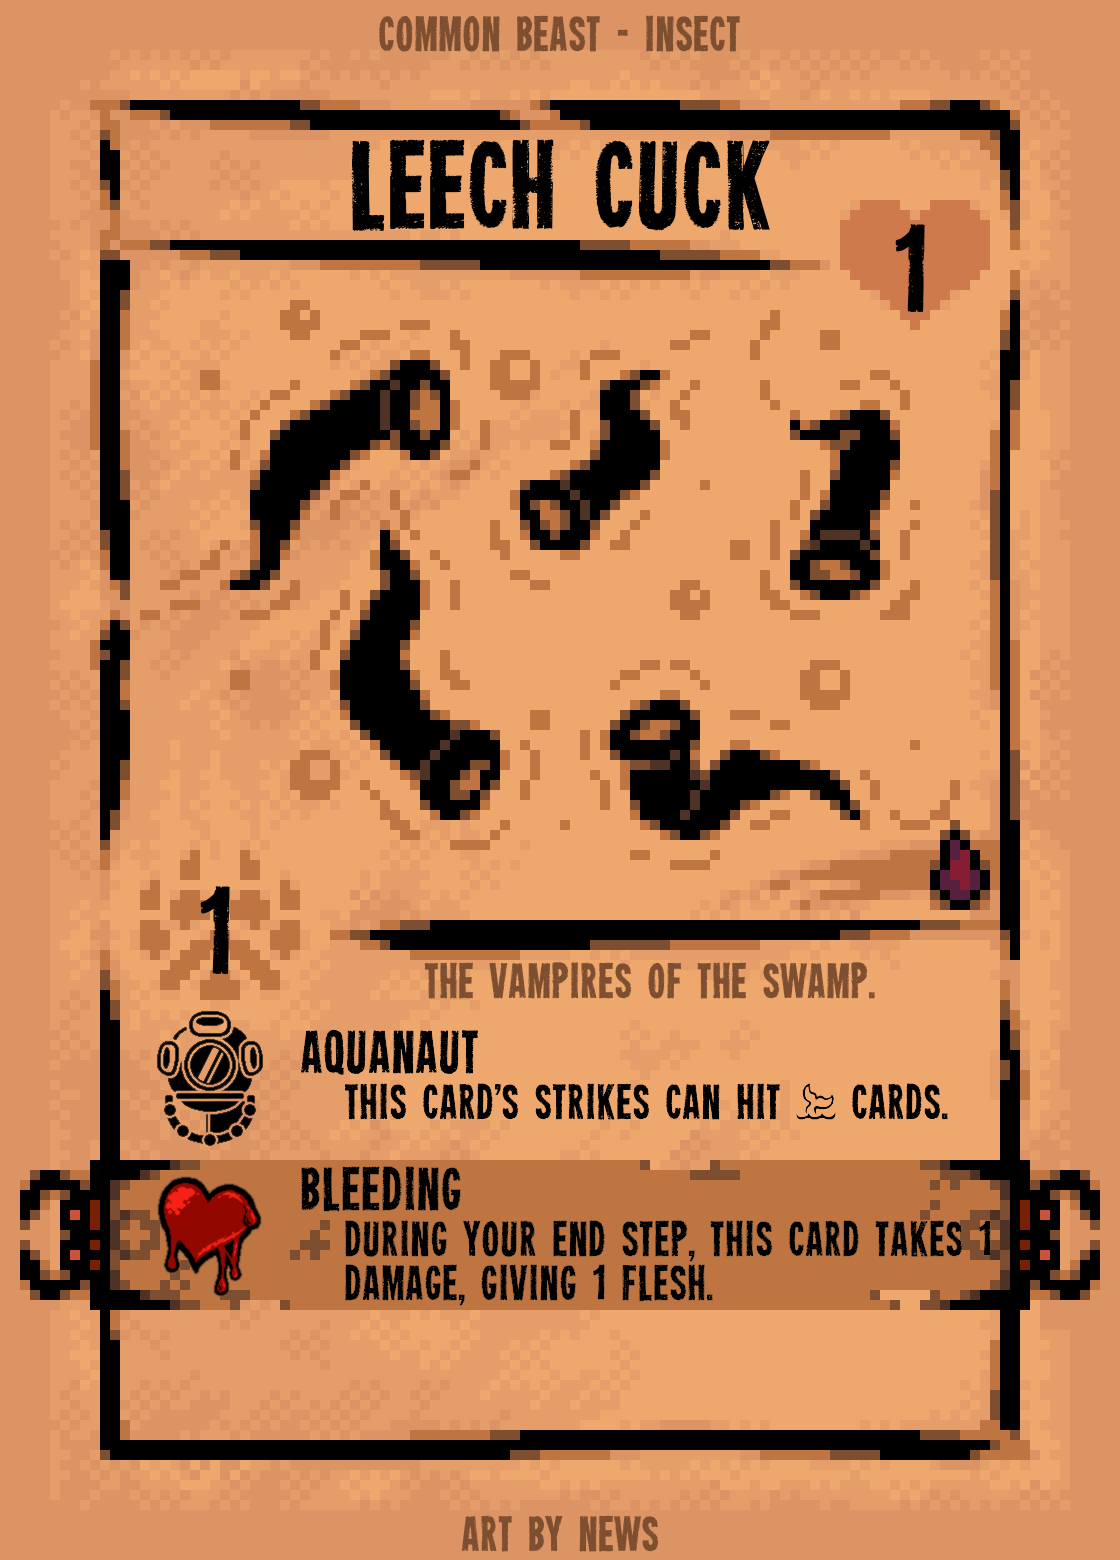 COMMON BEAST - INSECT
LEECH CUCK
1
1
THE VAMPIRES OF THE SWAMP.
AQUANAUT
THIS CARD'S STRIKES CAN HIT CARDS.
BLEEDING
DURING YOUR END STEP, THIS CARD TAKES 1
DAMAGE, GIVING 1 FLESH.
ART BY NEWS